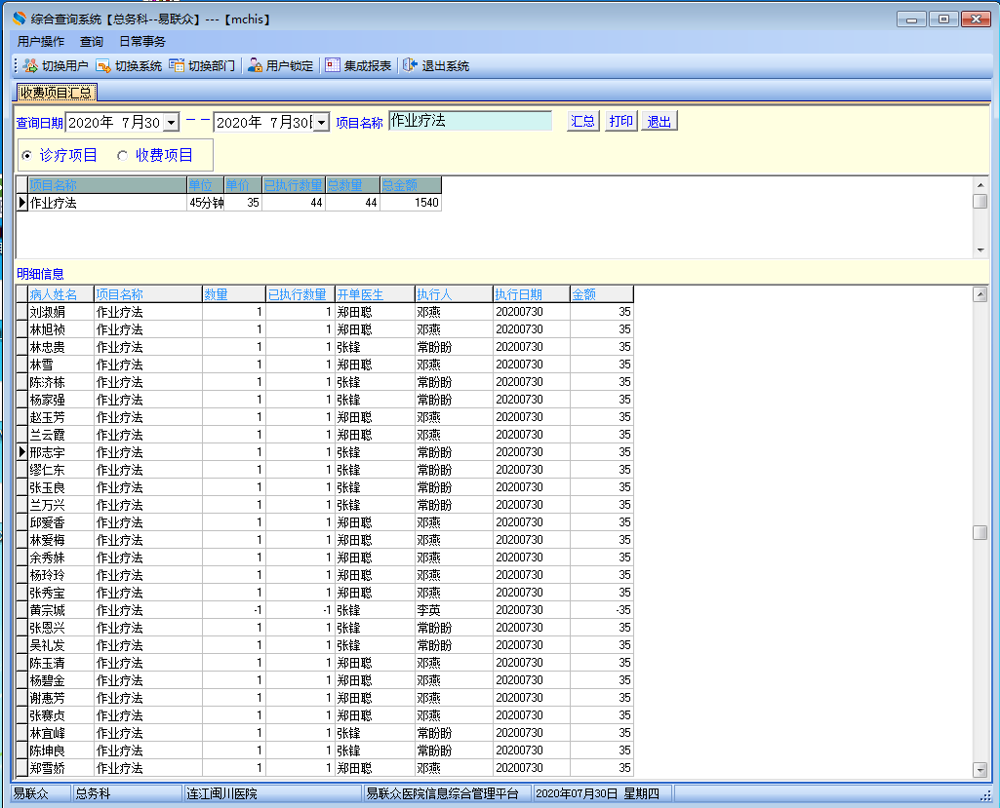 综合查询系统【总务科--易联众】---【mchis】
用户操作 查询 日常事务
切换用户 切换系统 切换部门 用户锁定 集成报表 退出系统
收费项目汇总
查询日期 2020年 7月30 －－ 2020年 7月30 项目名称 作业疗法 汇总 打印 退出
诊疗项目 收费项目
项目名称 单位 单价 已执行数量 总数量 总金额
作业疗法 45分钟 35 44 44 1540
明细信息
病人姓名 项目名称 数量 已执行数量 开单医生 执行人 执行日期 金额
刘淑娟 作业疗法 1 1 郑田聪 邓燕 20200730 35
林旭祯 作业疗法 1 1 郑田聪 邓燕 20200730 35
林忠贵 作业疗法 1 1 张锋 常盼盼 20200730 35
林雪 作业疗法 1 1 郑田聪 邓燕 20200730 35
陈济栋 作业疗法 1 1 张锋 常盼盼 20200730 35
杨家强 作业疗法 1 1 张锋 常盼盼 20200730 35
赵玉芳 作业疗法 1 1 郑田聪 邓燕 20200730 35
兰云霞 作业疗法 1 1 郑田聪 邓燕 20200730 35
邢志宇 作业疗法 1 1 张锋 常盼盼 20200730 35
缪仁东 作业疗法 1 1 张锋 常盼盼 20200730 35
张玉良 作业疗法 1 1 张锋 常盼盼 20200730 35
兰万兴 作业疗法 1 1 张锋 常盼盼 20200730 35
邱爱香 作业疗法 1 1 郑田聪 邓燕 20200730 35
林爱梅 作业疗法 1 1 郑田聪 邓燕 20200730 35
余秀妹 作业疗法 1 1 郑田聪 邓燕 20200730 35
杨玲玲 作业疗法 1 1 郑田聪 邓燕 20200730 35
张秀宝 作业疗法 1 1 郑田聪 邓燕 20200730 35
黄宗城 作业疗法 -1 -1 张锋 李英 20200730 -35
张恩兴 作业疗法 1 1 张锋 常盼盼 20200730 35
吴礼发 作业疗法 1 1 张锋 常盼盼 20200730 35
陈玉清 作业疗法 1 1 郑田聪 邓燕 20200730 35
杨碧金 作业疗法 1 1 郑田聪 邓燕 20200730 35
谢惠芳 作业疗法 1 1 郑田聪 邓燕 20200730 35
张赛贞 作业疗法 1 1 郑田聪 邓燕 20200730 35
林宜峰 作业疗法 1 1 张锋 常盼盼 20200730 35
陈坤良 作业疗法 1 1 张锋 常盼盼 20200730 35
郑雪娇 作业疗法 1 1 郑田聪 邓燕 20200730 35
易联众 总务科 连江闽川医院 易联众医院信息综合管理平台 2020年07月30日 星期四